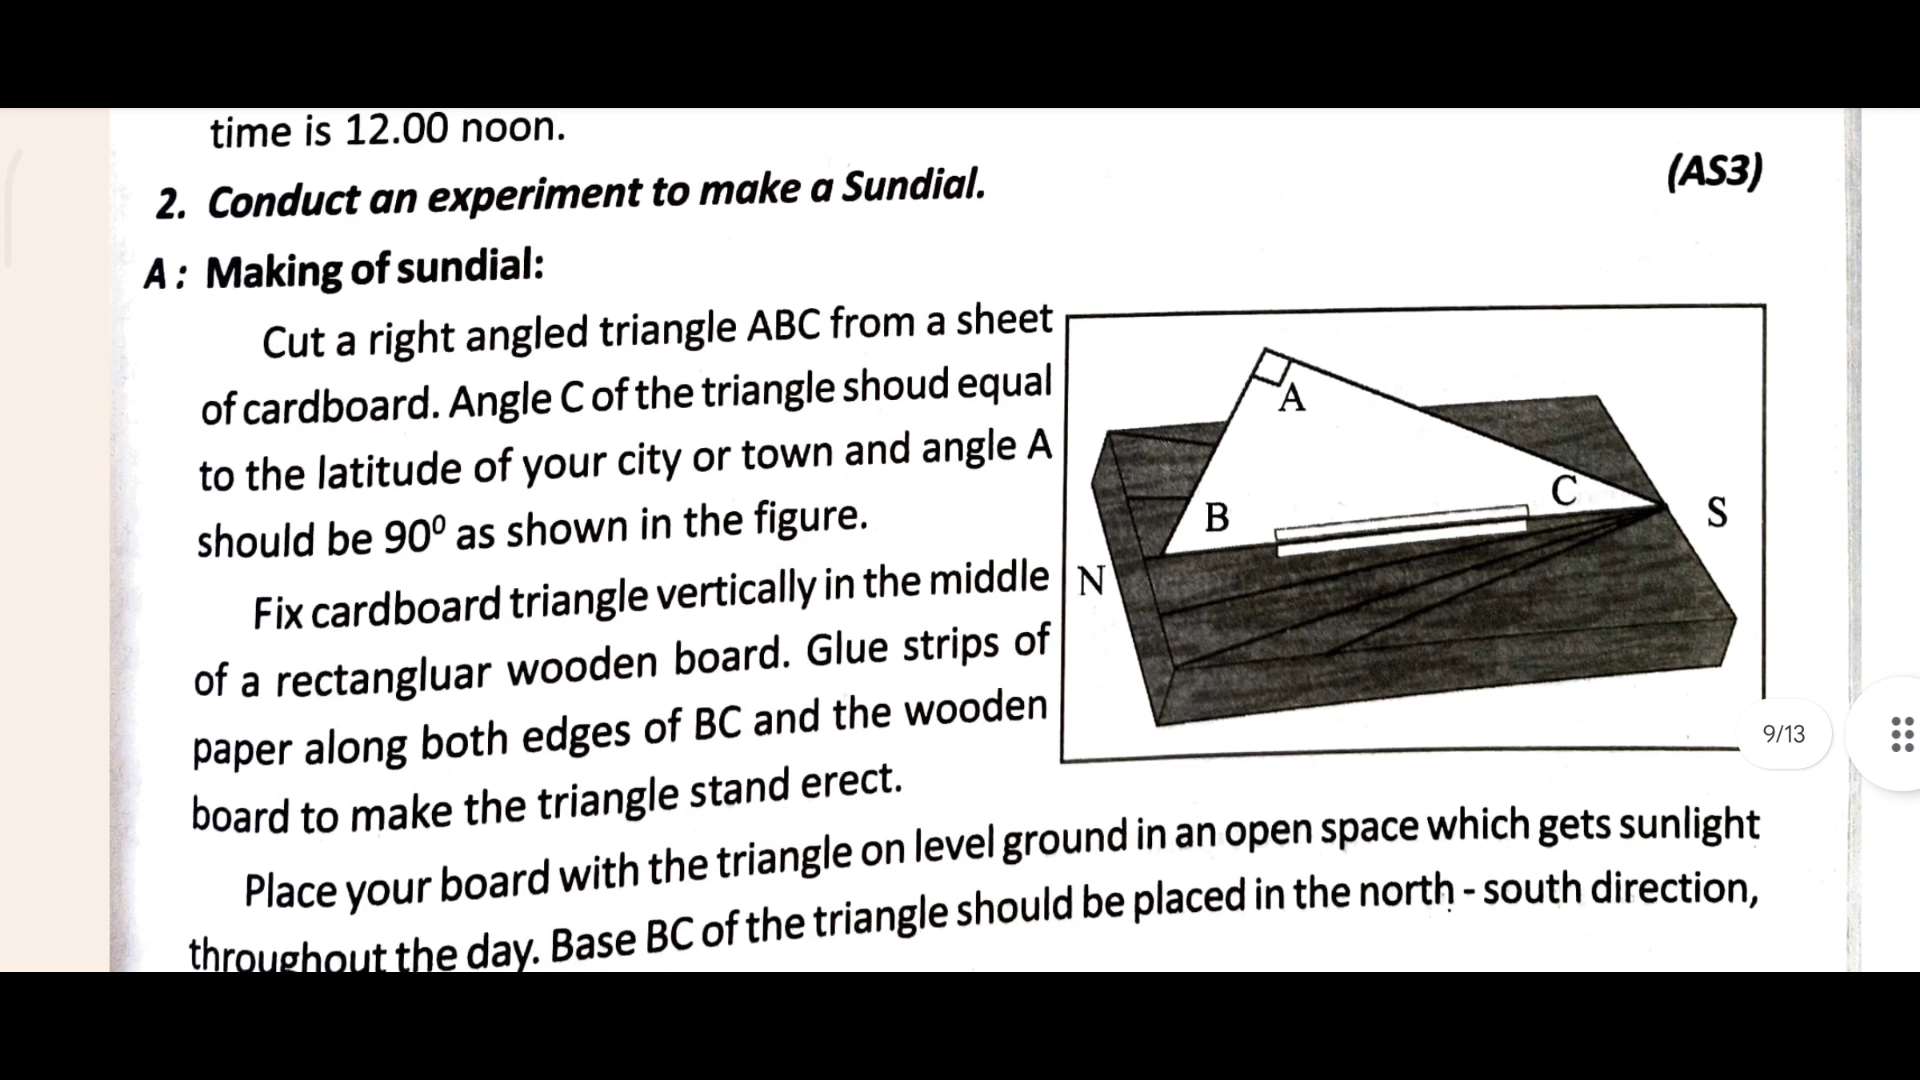 time is 12.00 noon.
2. Conduct an experiment to make a Sundial. (AS3)
A: Making of sundial:
Cut a right angled triangle ABC from a sheet
of cardboard. Angle C of the triangle shoud equal
to the latitude of your city or town and angle A
should be 90⁰ as shown in the figure.
Fix cardboard triangle vertically in the middle
of a rectangluar wooden board. Glue strips of
paper along both edges of BC and the wooden
board to make the triangle stand erect.
A
B
C
N
S
9/13
Place your board with the triangle on level ground in an open space which gets sunlight
throughout the day. Base BC of the triangle should be placed in the north - south direction,